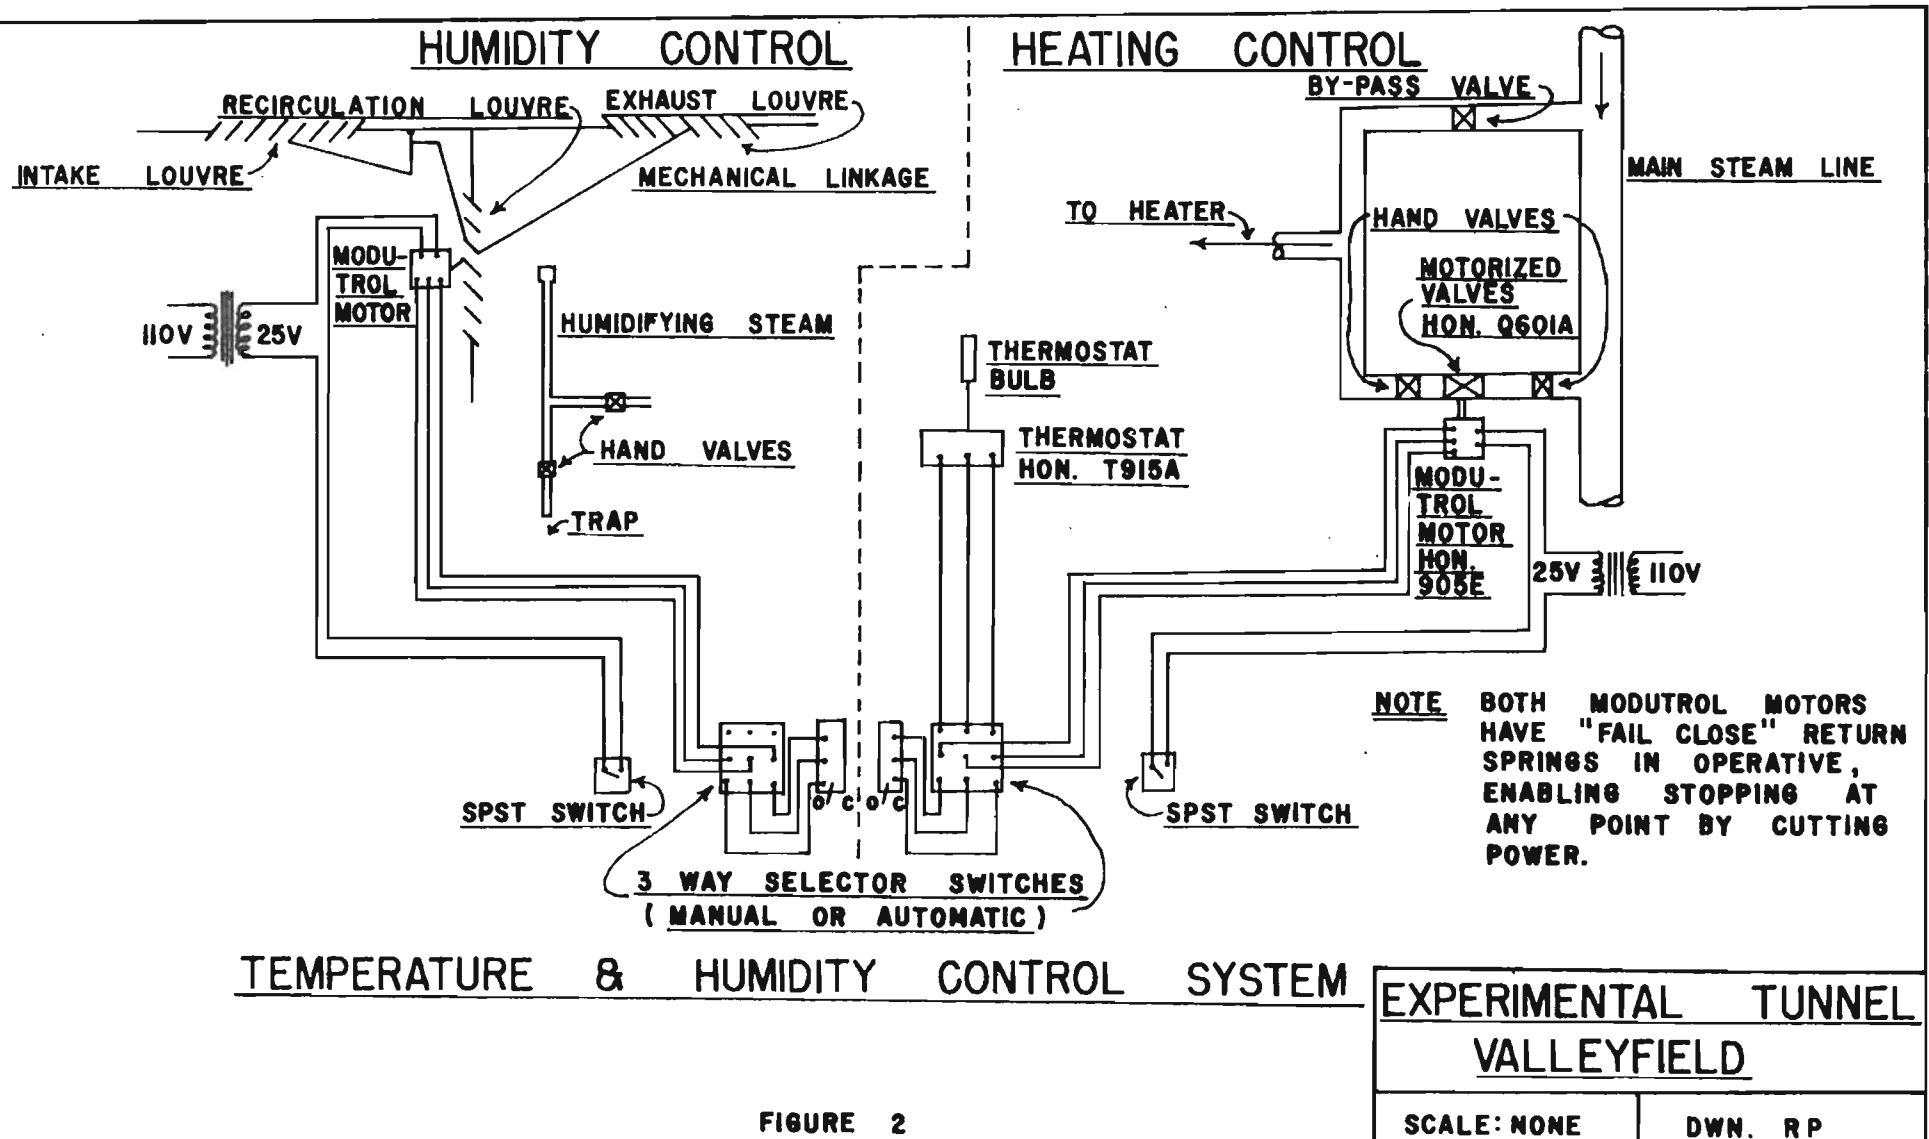 HUMIDITY CONTROL
HEATING CONTROL
RECIRCULATION LOUVRE
EXHAUST LOUVRE
BY-PASS VALVE
INTAKE LOUVRE
MECHANICAL LINKAGE
MAIN STEAM LINE
TO HEATER
HAND VALVES
MODU-
TROL
MOTOR
MOTORIZED
VALVES
HON. Q601A
110V
25V
HUMIDIFYING STEAM
THERMOSTAT
BULB
HAND VALVES
THERMOSTAT
HON. T915A
TRAP
MODU-
TROL
MOTOR
HON.
905E
25V
110V
NOTE BOTH MODUTROL MOTORS
HAVE "FAIL CLOSE" RETURN
SPRINGS IN OPERATIVE,
ENABLING STOPPING AT
ANY POINT BY CUTTING
POWER.
SPST SWITCH
O/C
O/C
SPST SWITCH
3 WAY SELECTOR SWITCHES
(MANUAL OR AUTOMATIC)
TEMPERATURE & HUMIDITY CONTROL SYSTEM
EXPERIMENTAL TUNNEL
VALLEYFIELD
SCALE: NONE
DWN. RP
FIGURE 2